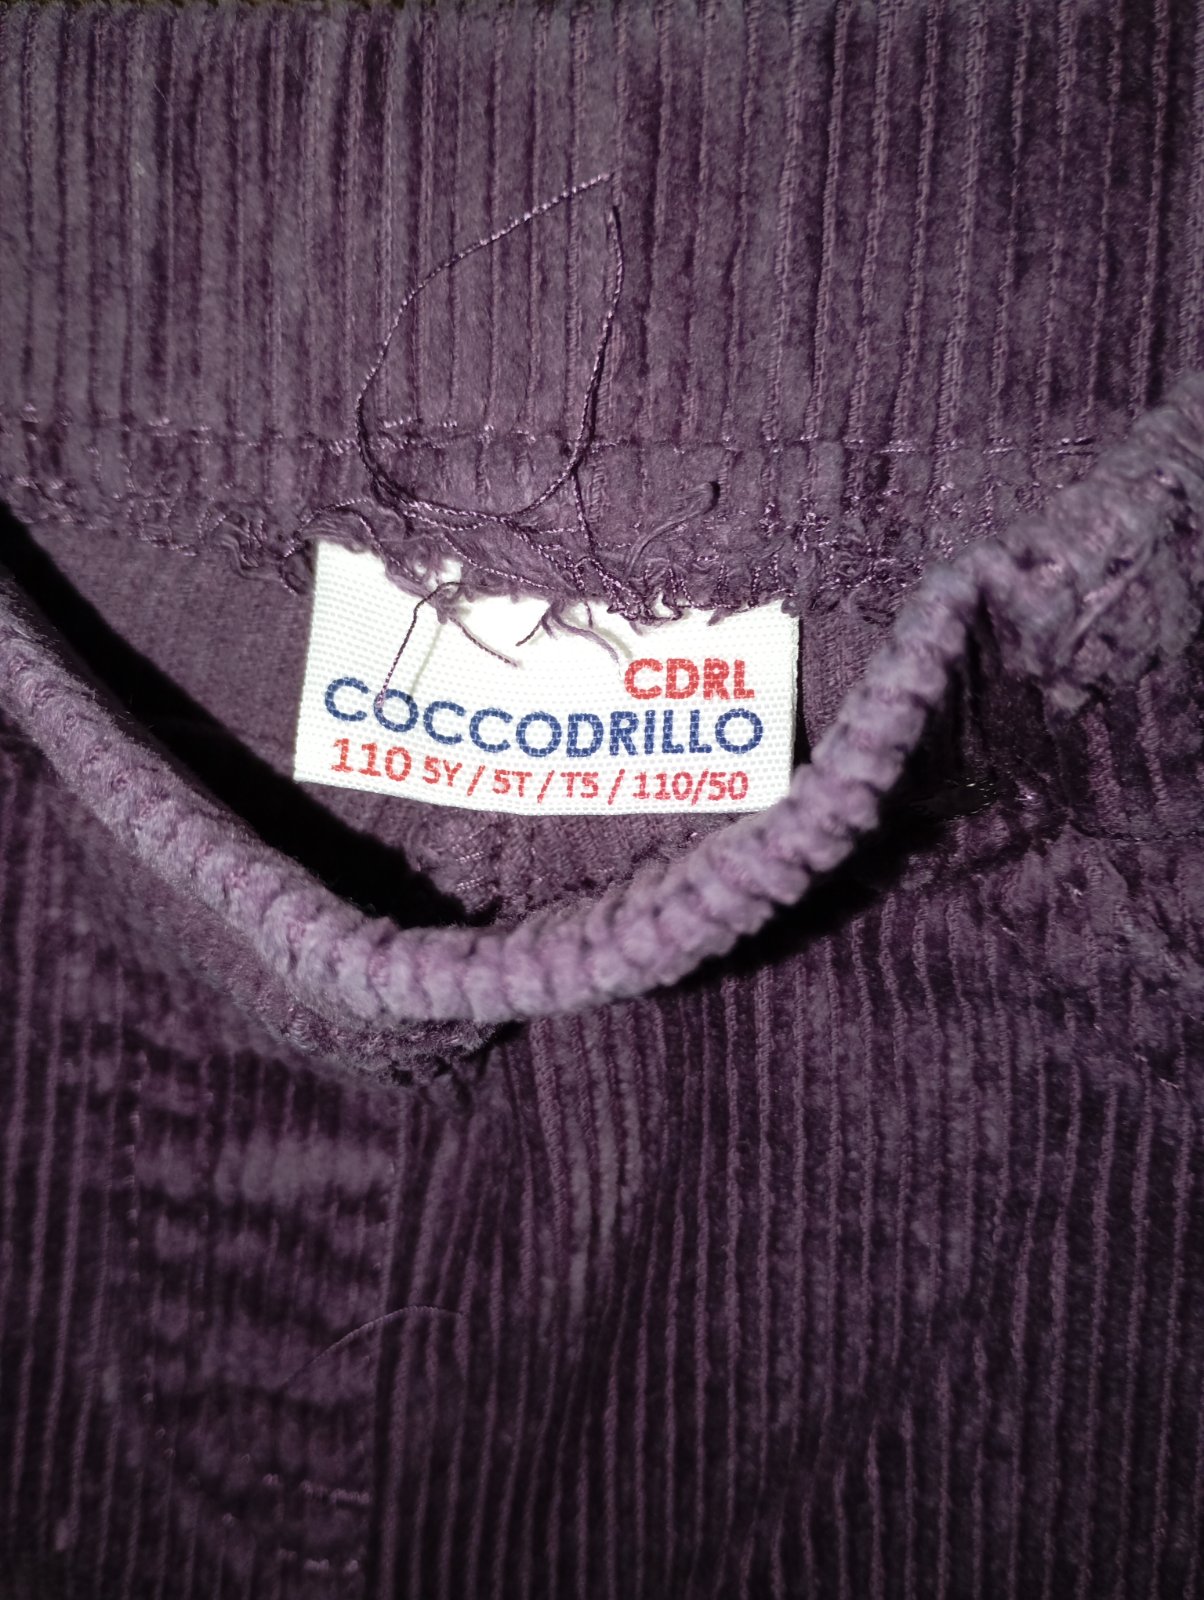 CDRL
COCCODRILLO
110 5Y / 5T / T5 / 110/50